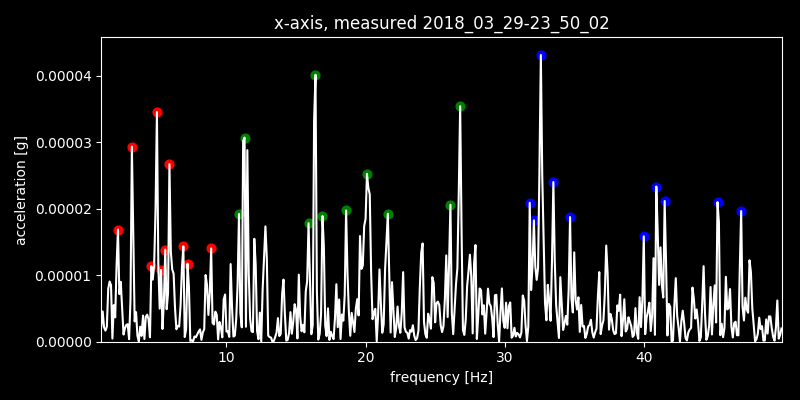 x-axis, measured 2018_03_29-23_50_02
acceleration [g]
0.00004
0.00003
0.00002
0.00001
0.00000
10 20 30 40
frequency [Hz]